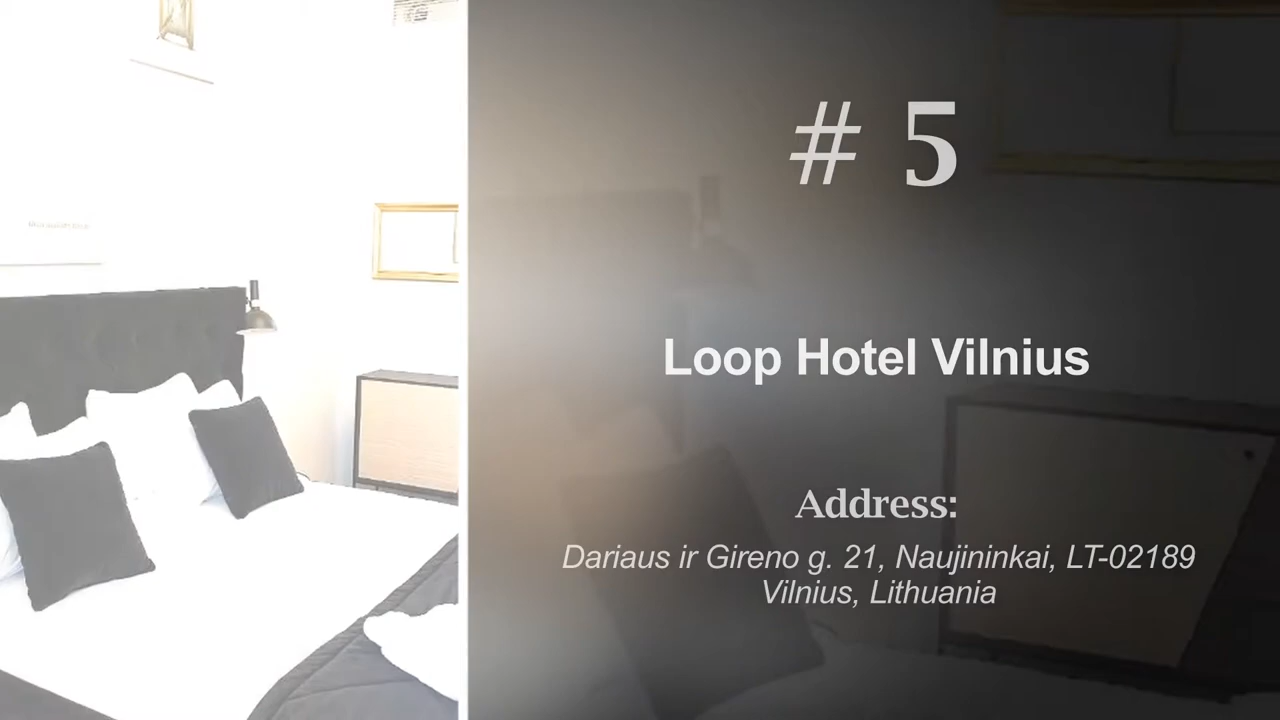 # 5
Loop Hotel Vilnius
Address:
Dariaus ir Gireno g. 21, Naujininkai, LT-02189
Vilnius, Lithuania